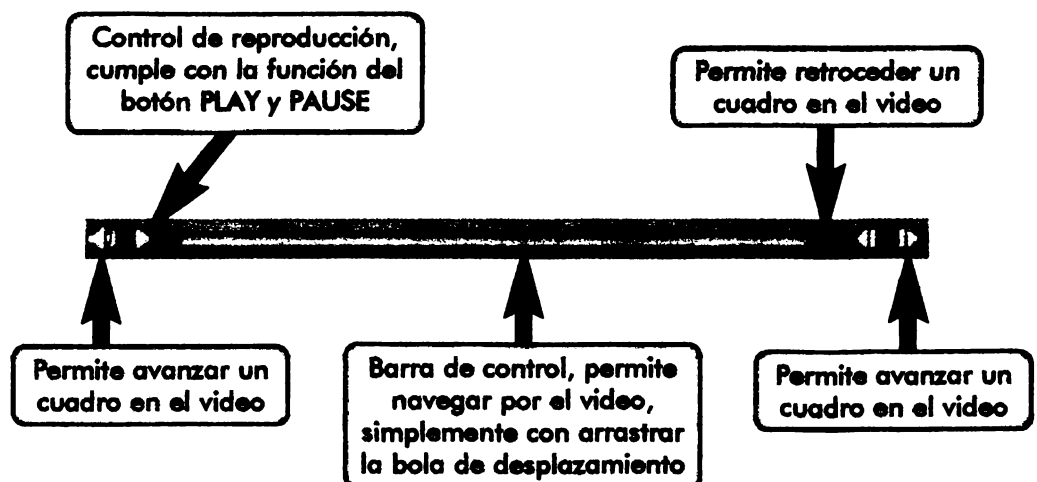 Control de reproducción,
cumple con la función del
botón PLAY y PAUSE
Permite retroceder un
cuadro en el video
Permite avanzar un
cuadro en el video
Barra de control, permite
navegar por el video,
simplemente con arrastrar
la bola de desplazamiento
Permite avanzar un
cuadro en el video